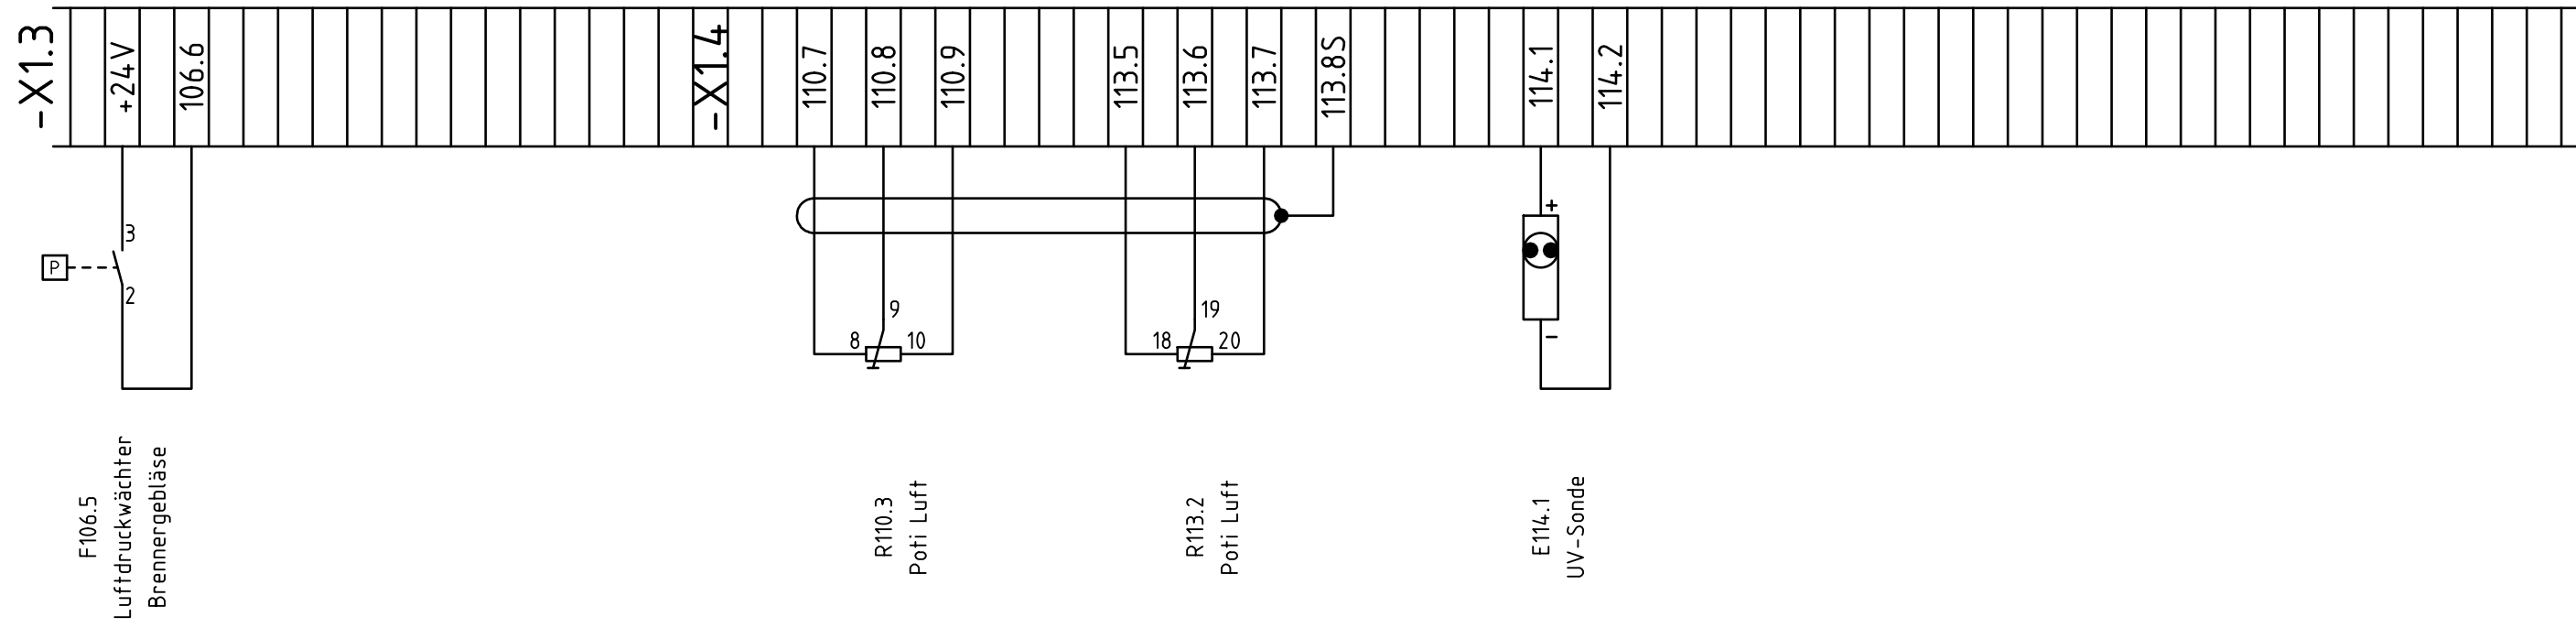 -X1.3
+24V
106.6
-X1.4
110.7
110.8
110.9
113.5
113.6
113.7
113.8S
114.1
114.2
3
P
2
9
8
10
19
18
20
+
-
F106.5
Luftdruckwächter
Brennergebläse
R110.3
Poti Luft
R113.2
Poti Luft
E114.1
UV-Sonde